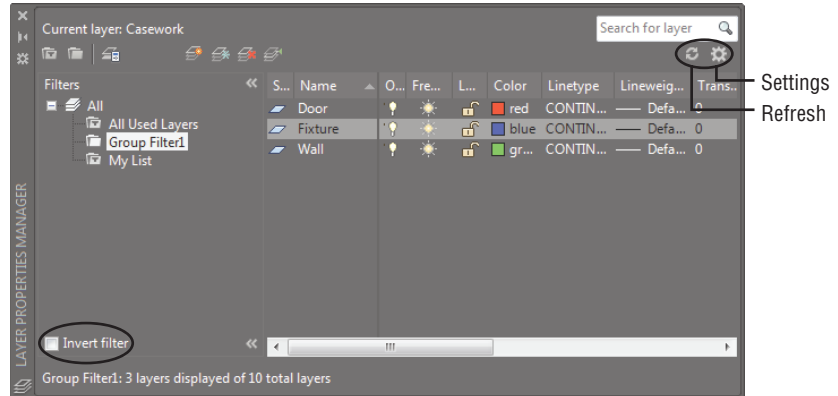 Current layer: Casework
Search for layer
Filters
S... Name O... Fre... L... Color Linetype Lineweig... Trans..
Settings
Refresh
All
All Used Layers
Group Filter1
My List
Door red CONTIN... Defa... 0
Fixture blue CONTIN... Defa... 0
Wall gr... CONTIN... Defa... 0
LAYER PROPERTIES MANAGER
Invert filter
Group Filter1: 3 layers displayed of 10 total layers